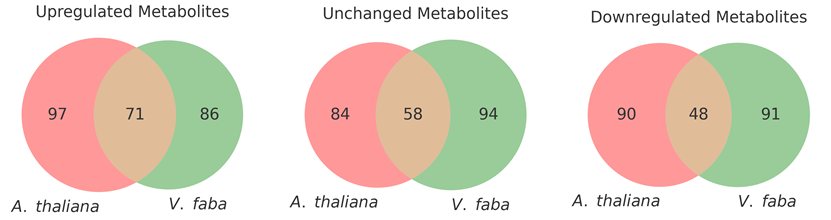 Upregulated Metabolites
97
71
86
A. thaliana
V. faba
Unchanged Metabolites
84
58
94
A. thaliana
V. faba
Downregulated Metabolites
90
48
91
A. thaliana
V. faba